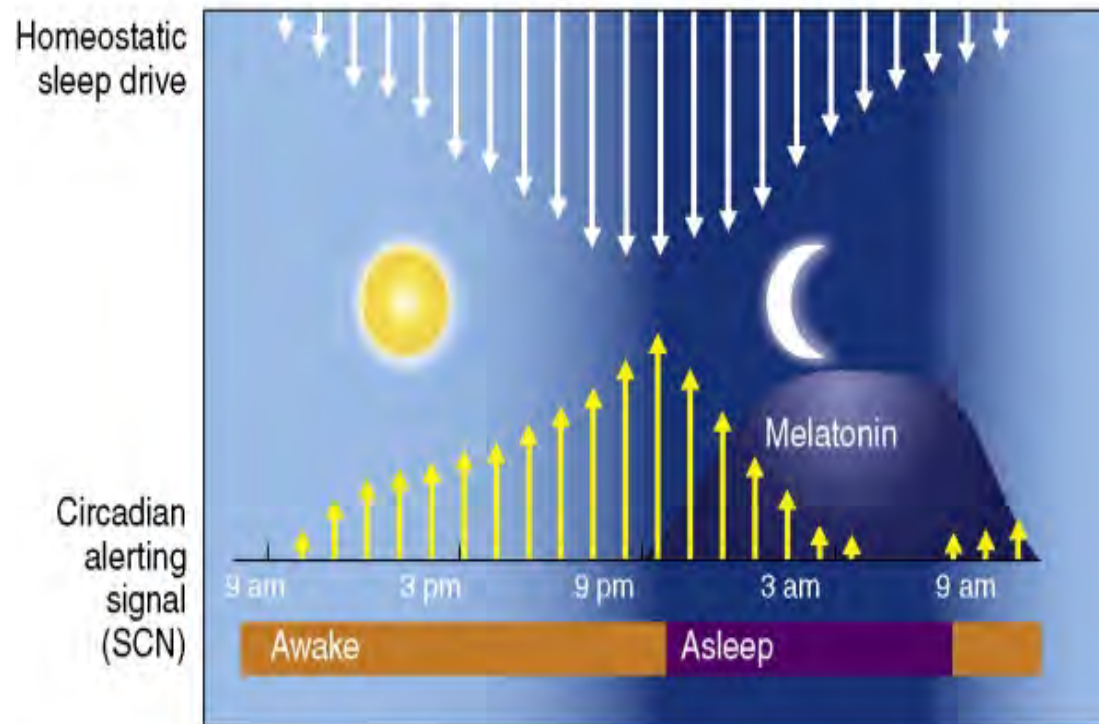 Homeostatic
sleep drive
Melatonin
Circadian
alerting
signal
(SCN)
9 am 3 pm 9 pm 3 am 9 am
Awake Asleep